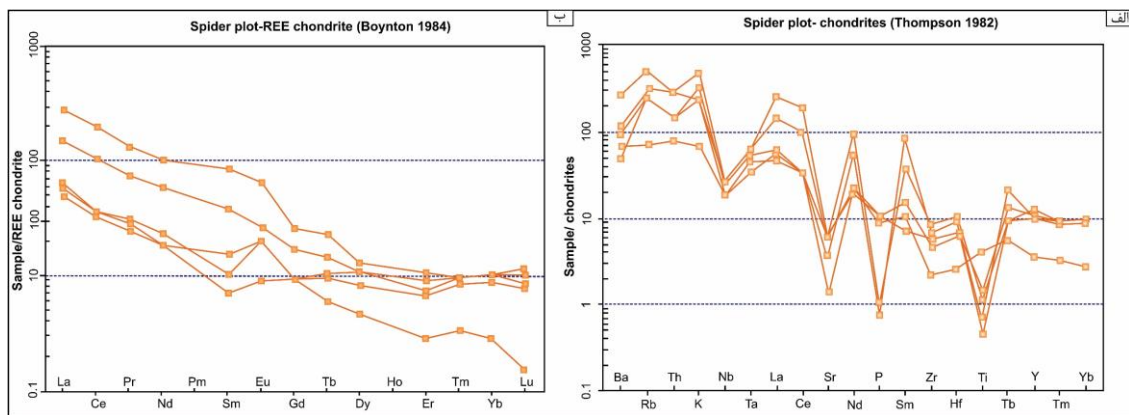 Spider plot-REE chondrite (Boynton 1984)
ب
Sample/REE chondrite
1000
100
100
10
0.1
La Pr Pm Eu Tb Ho Tm Lu
Ce Nd Sm Gd Dy Er Yb
Spider plot- chondrites (Thompson 1982)
الف
Sample/ chondrites
1000
100
10
1
0.1
Ba Th Nb La Sr P Zr Ti Y Yb
Rb K Ta Ce Nd Sm Hf Tb Tm